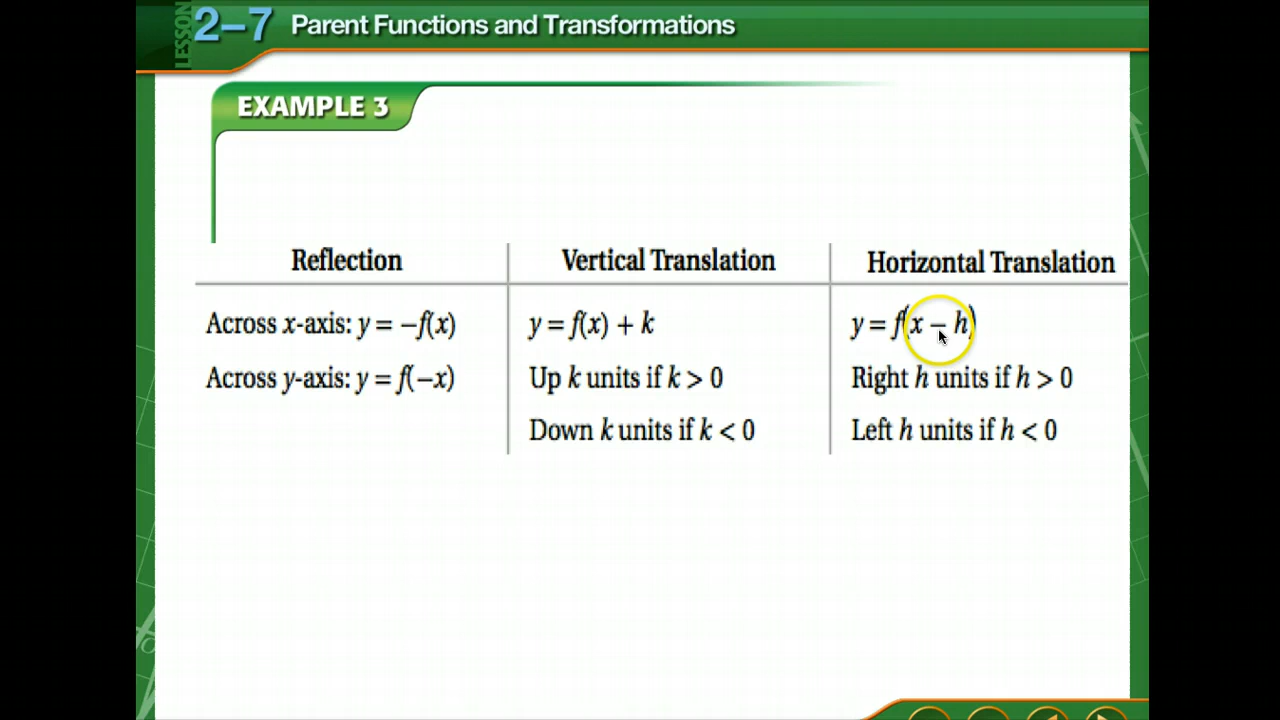 LESSON 2–7 Parent Functions and Transformations
EXAMPLE 3
Reflection Vertical Translation Horizontal Translation
Across x-axis: y = −f(x) y = f(x) + k y = f(x − h)
Across y-axis: y = f(−x) Up k units if k > 0 Right h units if h > 0
Down k units if k < 0 Left h units if h < 0